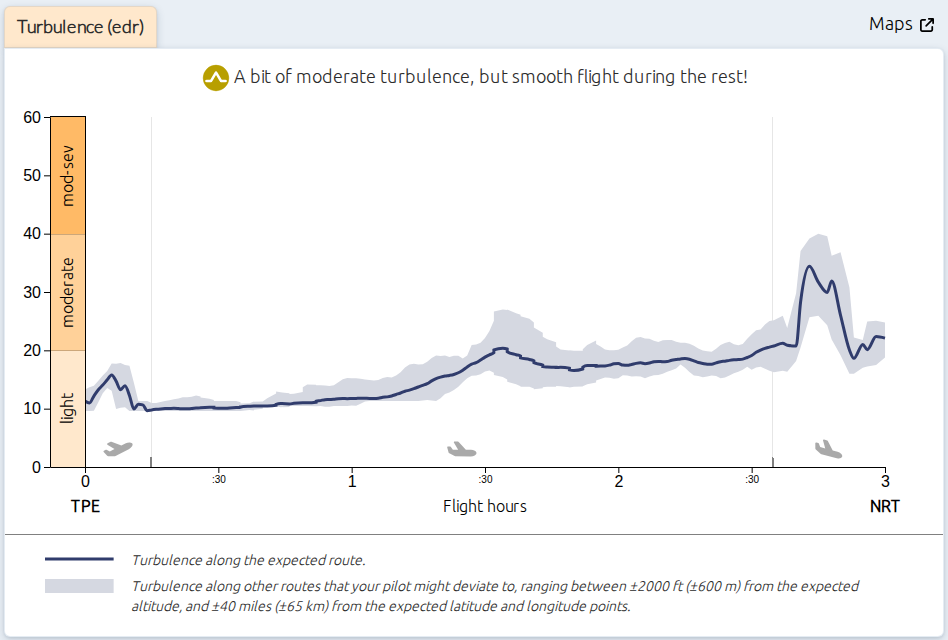 Turbulence (edr)
Maps
A bit of moderate turbulence, but smooth flight during the rest!
60
50
40
30
20
10
0
mod-sev
moderate
light
0
:30
1
:30
2
:30
3
TPE
Flight hours
NRT
Turbulence along the expected route.
Turbulence along other routes that your pilot might deviate to, ranging between ±2000 ft (±600 m) from the expected
altitude, and ±40 miles (±65 km) from the expected latitude and longitude points.